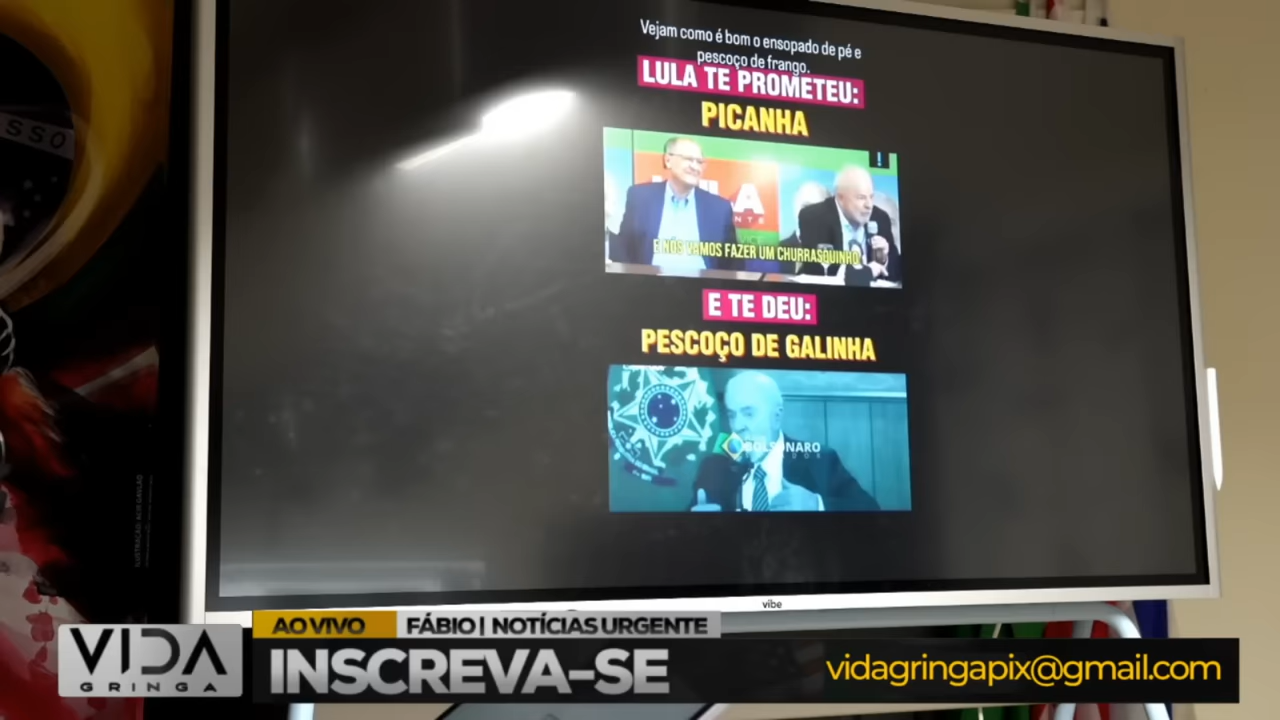 Vejam como é bom o ensopado de pé e
pescoço de frango.
LULA TE PROMETEU:
PICANHA
E NÓS VAMOS FAZER UM CHURRASQUINHO
E TE DEU:
PESCOÇO DE GALINHA
BOLSONARO
vibe
AO VIVO
FÁBIO | NOTÍCIAS URGENTE
VIDA
GRINGA
INSCREVA-SE
vidagringapix@gmail.com